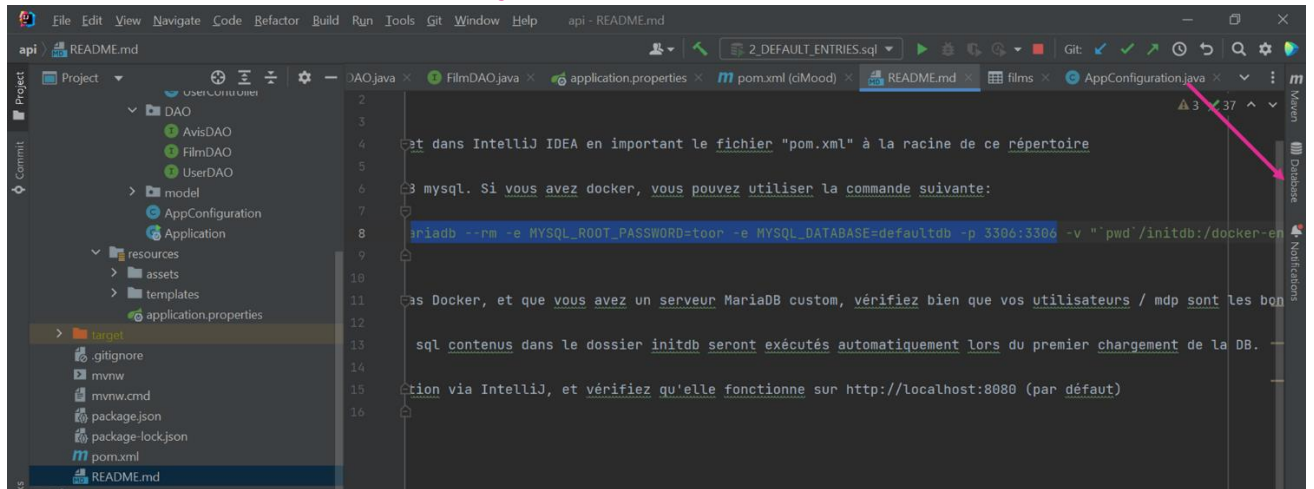 File Edit View Navigate Code Refactor Build Run Tools Git Window Help api - README.md
api README.md 2_DEFAULT_ENTRIES.sql Git:
Project DAO.java FilmDAO.java application.properties pom.xml (ciMood) README.md films AppConfiguration.java
Project
Commit
UserController
DAO
AvisDAO
FilmDAO
UserDAO
model
AppConfiguration
Application
resources
assets
templates
application.properties
target
.gitignore
mvnw
mvnw.cmd
package.json
package-lock.json
pom.xml
README.md
3 37
2
3
4 et dans IntelliJ IDEA en important le fichier "pom.xml" à la racine de ce répertoire
5
6 B mysql. Si vous avez docker, vous pouvez utiliser la commande suivante:
7
8 ariadb --rm -e MYSQL_ROOT_PASSWORD=toor -e MYSQL_DATABASE=defaultdb -p 3306:3306 -v "`pwd`/initdb:/docker-en
9
10
11 as Docker, et que vous avez un serveur MariaDB custom, vérifiez bien que vos utilisateurs / mdp sont les bon
12
13 sql contenus dans le dossier initdb seront exécutés automatiquement lors du premier chargement de la DB.
14
15 tion via IntelliJ, et vérifiez qu'elle fonctionne sur http://localhost:8080 (par défaut)
16
Maven
Database
Notifications